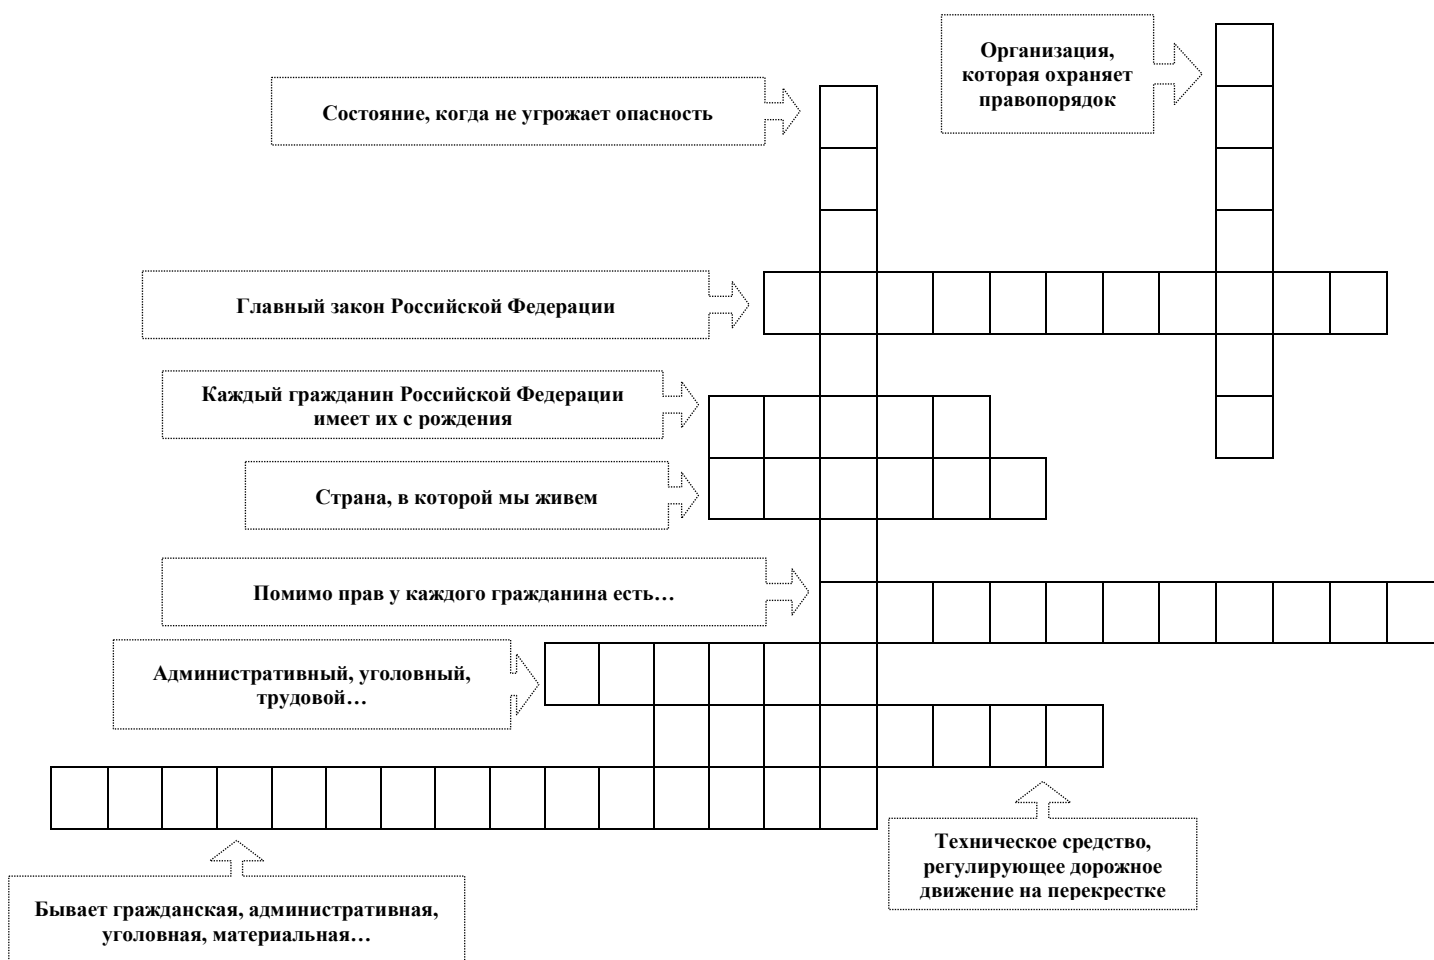 Организация,
которая охраняет
правопорядок
Состояние, когда не угрожает опасность
Главный закон Российской Федерации
Каждый гражданин Российской Федерации
имеет их с рождения
Страна, в которой мы живем
Помимо прав у каждого гражданина есть…
Административный, уголовный,
трудовой…
Техническое средство,
регулирующее дорожное
движение на перекрестке
Бывает гражданская, административная,
уголовная, материальная…